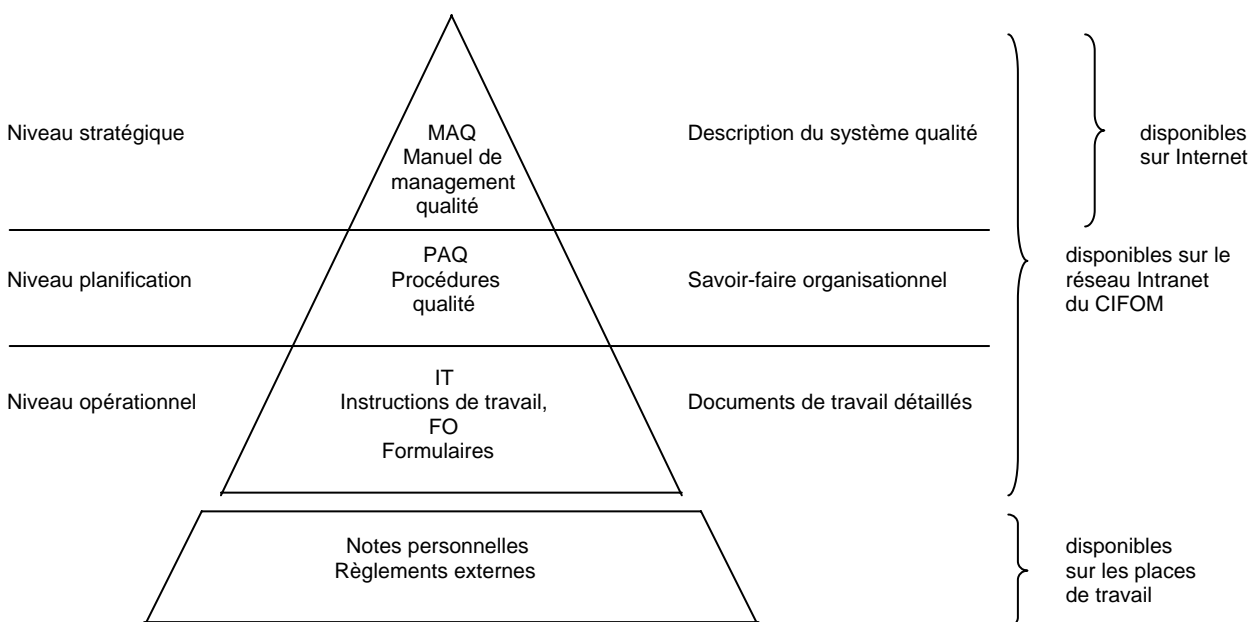 Niveau stratégique
MAQ
Manuel de
management
qualité
Description du système qualité
disponibles
sur Internet
Niveau planification
PAQ
Procédures
qualité
Savoir-faire organisationnel
disponibles sur le
réseau Intranet
du CIFOM
Niveau opérationnel
IT
Instructions de travail,
FO
Formulaires
Documents de travail détaillés
Notes personnelles
Règlements externes
disponibles
sur les places
de travail